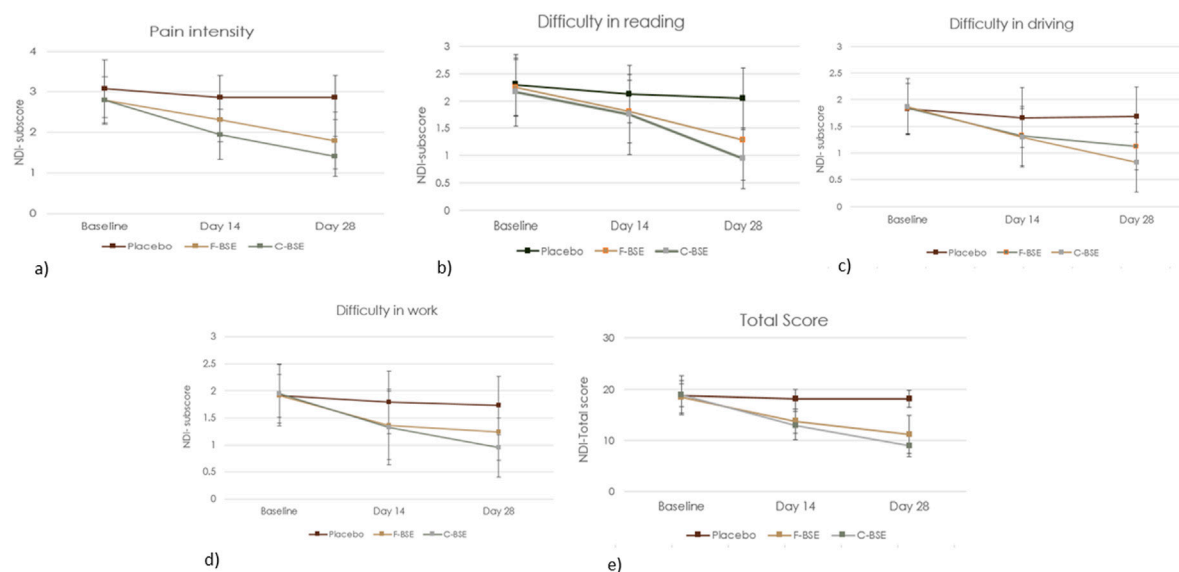 Pain intensity
NDI- subscore
4
3
2
1
0
Baseline Day 14 Day 28
Placebo F-BSE C-BSE
a)
Difficulty in reading
NDI-subscore
3
2.5
2
1.5
1
0.5
0
Baseline Day 14 Day 28
Placebo F-BSE C-BSE
b)
Difficulty in driving
NDI- subscore
3
2.5
2
1.5
1
0.5
0
Baseline Day 14 Day 28
Placebo F-BSE C-BSE
c)
Difficulty in work
NDI- subscore
3
2.5
2
1.5
1
0.5
0
Baseline Day 14 Day 28
Placebo F-BSE C-BSE
d)
Total Score
NDI-Total score
30
20
10
0
Baseline Day 14 Day 28
Placebo F-BSE C-BSE
e)